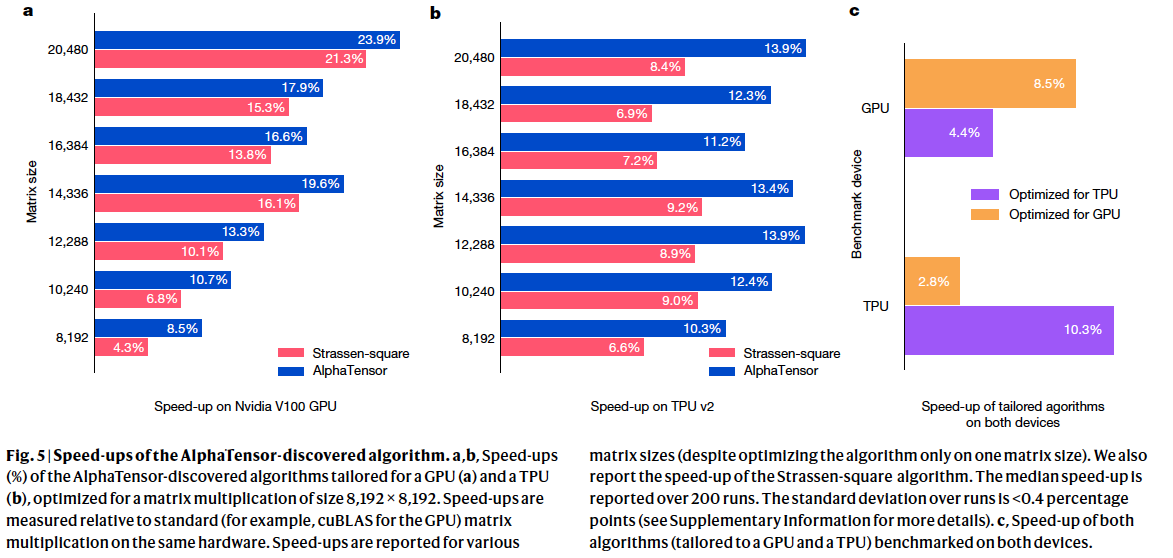 a
Matrix size
20,480
23.9%
21.3%
18,432
17.9%
15.3%
16,384
16.6%
13.8%
14,336
19.6%
16.1%
12,288
13.3%
10.1%
10,240
10.7%
6.8%
8,192
8.5%
4.3%
Strassen-square
AlphaTensor
Speed-up on Nvidia V100 GPU
b
Matrix size
20,480
13.9%
8.4%
18,432
12.3%
6.9%
16,384
11.2%
7.2%
14,336
13.4%
9.2%
12,288
13.9%
8.9%
10,240
12.4%
9.0%
8,192
10.3%
6.6%
Strassen-square
AlphaTensor
Speed-up on TPU v2
c
Benchmark device
GPU
8.5%
4.4%
Optimized for TPU
Optimized for GPU
TPU
2.8%
10.3%
Speed-up of tailored agorithms
on both devices
Fig. 5 | Speed-ups of the AlphaTensor-discovered algorithm. a,b, Speed-ups
(%) of the AlphaTensor-discovered algorithms tailored for a GPU (a) and a TPU
(b), optimized for a matrix multiplication of size 8,192 × 8,192. Speed-ups are
measured relative to standard (for example, cuBLAS for the GPU) matrix
multiplication on the same hardware. Speed-ups are reported for various
matrix sizes (despite optimizing the algorithm only on one matrix size). We also
report the speed-up of the Strassen-square algorithm. The median speed-up is
reported over 200 runs. The standard deviation over runs is <0.4 percentage
points (see Supplementary Information for more details). c, Speed-up of both
algorithms (tailored to a GPU and a TPU) benchmarked on both devices.